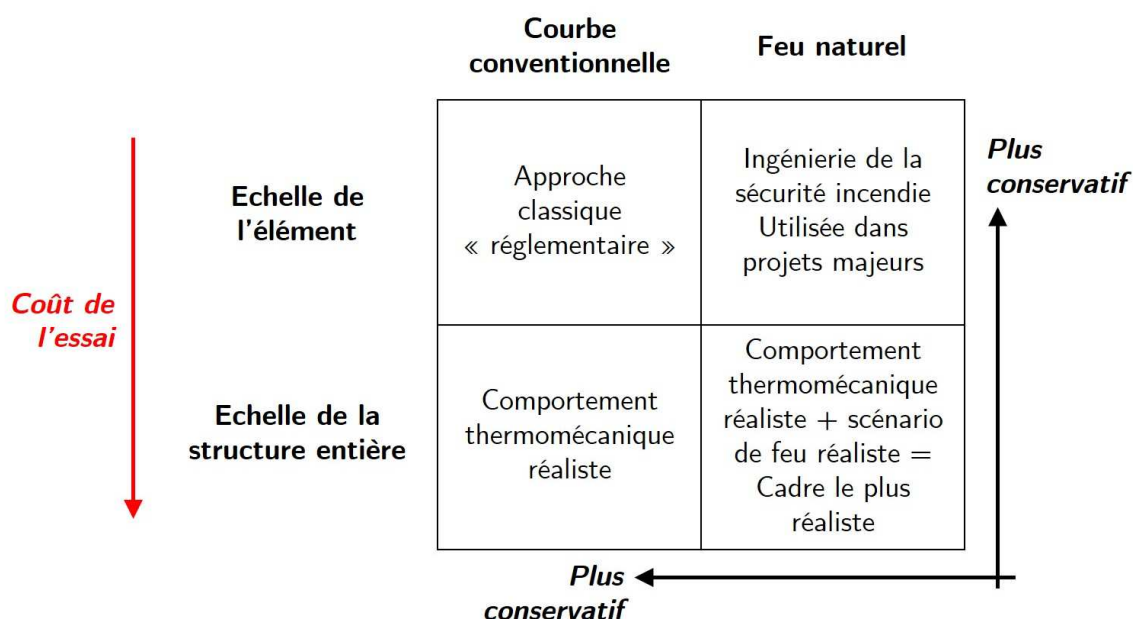 Courbe
conventionnelle
Feu naturel
Echelle de
l'élément
Approche
classique
« réglementaire »
Ingénierie de la
sécurité incendie
Utilisée dans
projets majeurs
Plus
conservatif
Coût de
l'essai
Echelle de la
structure entière
Comportement
thermomécanique
réaliste
Comportement
thermomécanique
réaliste + scénario
de feu réaliste =
Cadre le plus
réaliste
Plus
conservatif